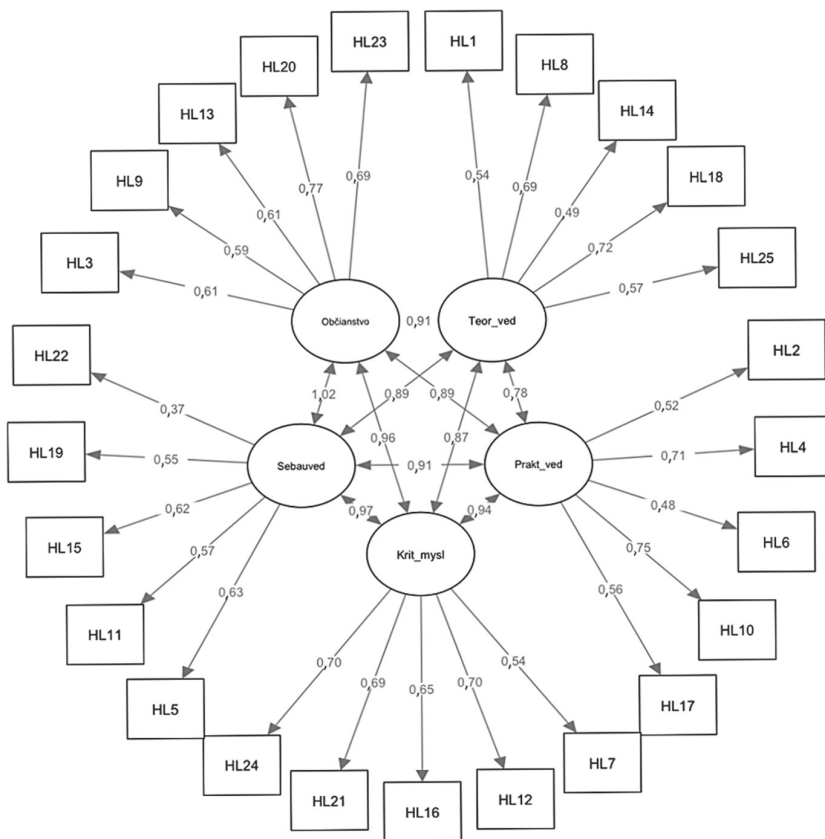 HL23
HL1
HL20
HL8
HL13
HL14
HL9
HL18
HL3
HL25
0,54
0,69
0,69
0,77
0,49
0,61
0,72
0,59
0,57
0,61
Občianstvo
0,91
Teor_ved
HL22
HL2
0,37
1,02
0,89
0,89
0,78
0,52
HL19
0,55
0,96
0,87
0,71
HL4
Sebauved
0,91
Prakt_ved
HL15
0,62
0,97
0,94
0,48
HL6
0,57
Krit_mysl
0,75
HL11
0,63
0,56
HL10
HL5
0,70
0,69
0,65
0,70
0,54
HL17
HL24
HL7
HL21
HL16
HL12